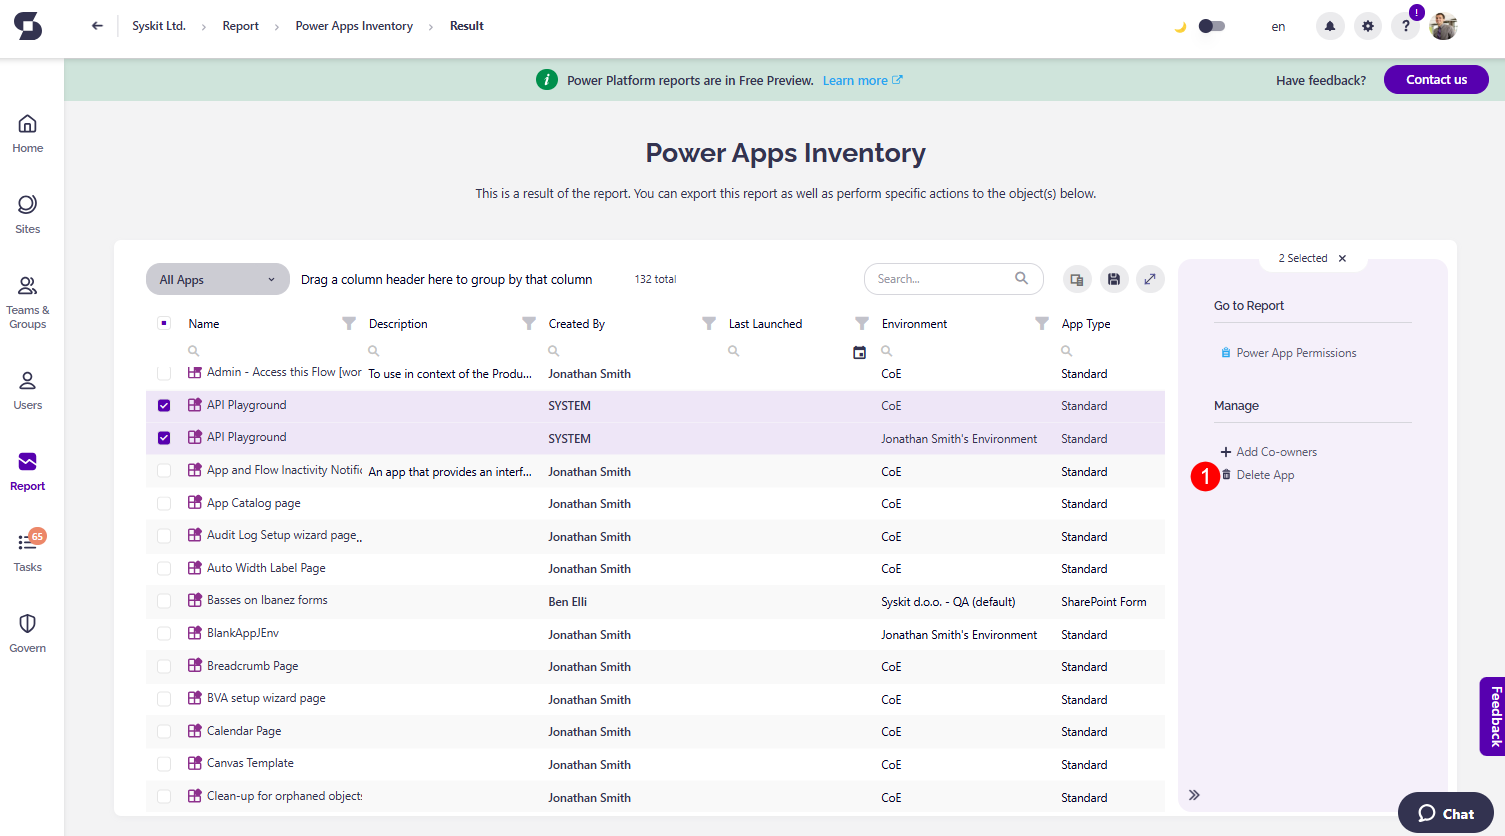 Syskit Ltd. Report Power Apps Inventory Result en !
Power Platform reports are in Free Preview. Learn more Have feedback? Contact us
Home
Sites
Teams &
Groups
Users
Report
65
Tasks
Govern
Power Apps Inventory
This is a result of the report. You can export this report as well as perform specific actions to the object(s) below.
All Apps Drag a column header here to group by that column 132 total Search...
Name Description Created By Last Launched Environment App Type
Admin - Access this Flow [wor To use in context of the Produ... Jonathan Smith CoE Standard
API Playground SYSTEM CoE Standard
API Playground SYSTEM Jonathan Smith's Environment Standard
App and Flow Inactivity Notific An app that provides an interf... Jonathan Smith CoE Standard
App Catalog page Jonathan Smith CoE Standard
Audit Log Setup wizard page.. Jonathan Smith CoE Standard
Auto Width Label Page Jonathan Smith CoE Standard
Basses on Ibanez forms Ben Elli Syskit d.o.o. - QA (default) SharePoint Form
BlankAppJEnv Jonathan Smith Jonathan Smith's Environment Standard
Breadcrumb Page Jonathan Smith CoE Standard
BVA setup wizard page Jonathan Smith CoE Standard
Calendar Page Jonathan Smith CoE Standard
Canvas Template Jonathan Smith CoE Standard
Clean-up for orphaned objects Jonathan Smith CoE Standard
2 Selected
Go to Report
Power App Permissions
Manage
Add Co-owners
1 Delete App
Feedback
Chat